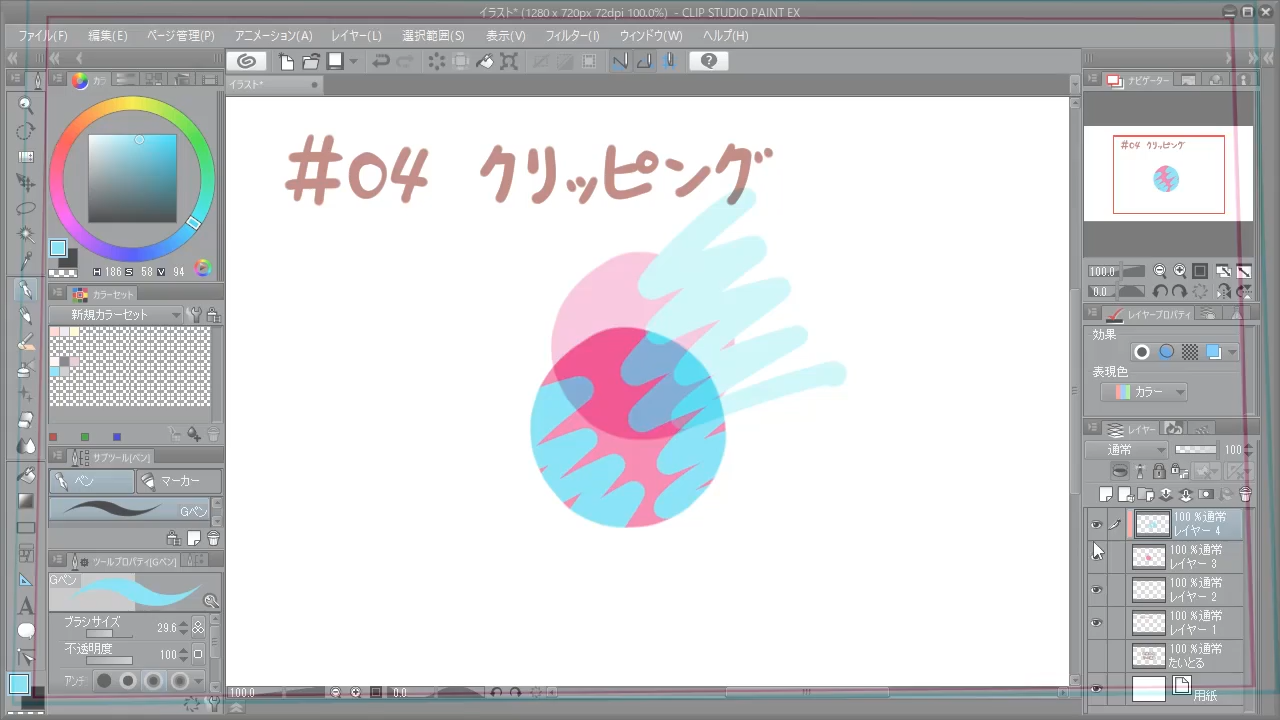 イラスト* (1280 x 720px 72dpi 100.0%) - CLIP STUDIO PAINT EX
ファイル(F) 編集(E) ページ管理(P) アニメーション(A) レイヤー(L) 選択範囲(S) 表示(V) フィルター(I) ウィンドウ(W) ヘルプ(H)
イラスト*
#04 クリッピング
H 186 S 58 V 94
カラーセット
新規カラーセット
サブツール[ペン]
ペン
マーカー
Gペン
ツールプロパティ[Gペン]
Gペン
ブラシサイズ 29.6
不透明度 100
アンチ
100.0
0.0
ナビゲーター
#04 クリッピング
100.0
0.0
レイヤープロパティ
効果
表現色
カラー
レイヤー
通常 100
100 %通常
レイヤー 4
100 %通常
レイヤー 3
100 %通常
レイヤー 2
100 %通常
レイヤー 1
100 %通常
たいとる
用紙